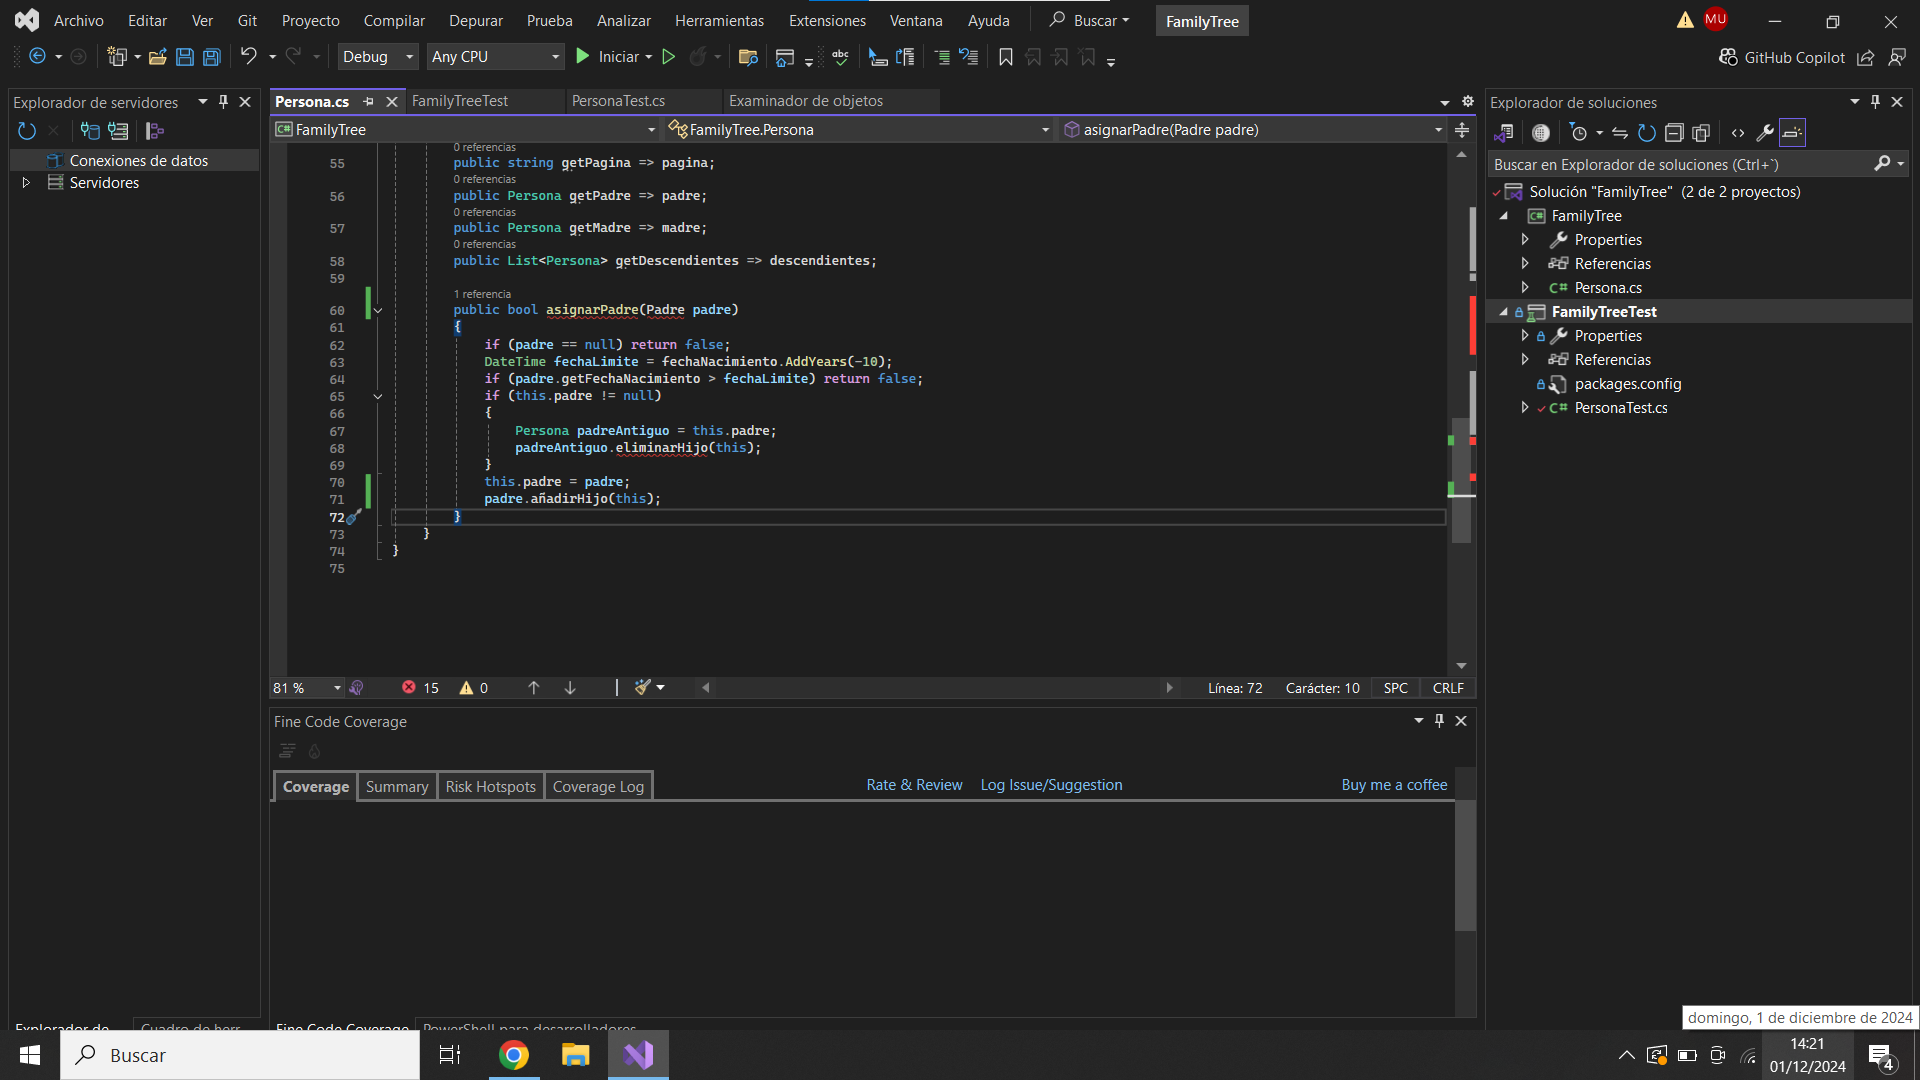 Archivo Editar Ver Git Proyecto Compilar Depurar Prueba Analizar Herramientas Extensiones Ventana Ayuda Buscar FamilyTree MU
Debug Any CPU Iniciar abc GitHub Copilot
Explorador de servidores
Conexiones de datos
Servidores
Persona.cs FamilyTreeTest PersonaTest.cs Examinador de objetos
FamilyTree FamilyTree.Persona asignarPadre(Padre padre)
0 referencias
55 public string getPagina => pagina;
0 referencias
56 public Persona getPadre => padre;
0 referencias
57 public Persona getMadre => madre;
0 referencias
58 public List<Persona> getDescendientes => descendientes;
59
1 referencia
60 public bool asignarPadre(Padre padre)
61 {
62 if (padre == null) return false;
63 DateTime fechaLimite = fechaNacimiento.AddYears(-10);
64 if (padre.getFechaNacimiento > fechaLimite) return false;
65 if (this.padre != null)
66 {
67 Persona padreAntiguo = this.padre;
68 padreAntiguo.eliminarHijo(this);
69 }
70 this.padre = padre;
71 padre.añadirHijo(this);
72 }
73 }
74 }
75
81 % 15 0 Línea: 72 Carácter: 10 SPC CRLF
Fine Code Coverage
Coverage Summary Risk Hotspots Coverage Log Rate & Review Log Issue/Suggestion Buy me a coffee
Explorador de Cuadro de herr Fine Code Coverage PowerShell para desarrolladores
Explorador de soluciones
Buscar en Explorador de soluciones (Ctrl+`)
Solución "FamilyTree" (2 de 2 proyectos)
FamilyTree
Properties
Referencias
C# Persona.cs
FamilyTreeTest
Properties
Referencias
packages.config
C# PersonaTest.cs
domingo, 1 de diciembre de 2024
Buscar
14:21
01/12/2024
4